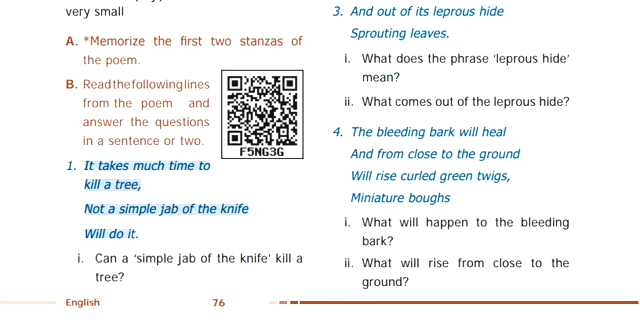 very small
A. *Memorize the first two stanzas of
the poem.
B. Read the following lines
from the poem and
answer the questions
in a sentence or two.
F5NG3G
1. It takes much time to
kill a tree,
Not a simple jab of the knife
Will do it.
i. Can a 'simple jab of the knife' kill a
tree?
3. And out of its leprous hide
Sprouting leaves.
i. What does the phrase 'leprous hide'
mean?
ii. What comes out of the leprous hide?
4. The bleeding bark will heal
And from close to the ground
Will rise curled green twigs,
Miniature boughs
i. What will happen to the bleeding
bark?
ii. What will rise from close to the
ground?
English 76